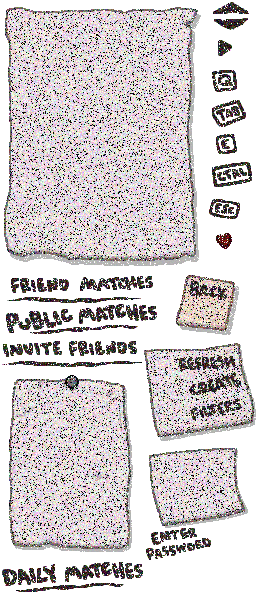 Q
TAB
E
CTRL
ESC
FRIEND MATCHES
PUBLIC MATCHES
INVITE FRIENDS
BACK
REFRESH
CREATE
FILTERS
ENTER
PASSWORD
DAILY MATCHES